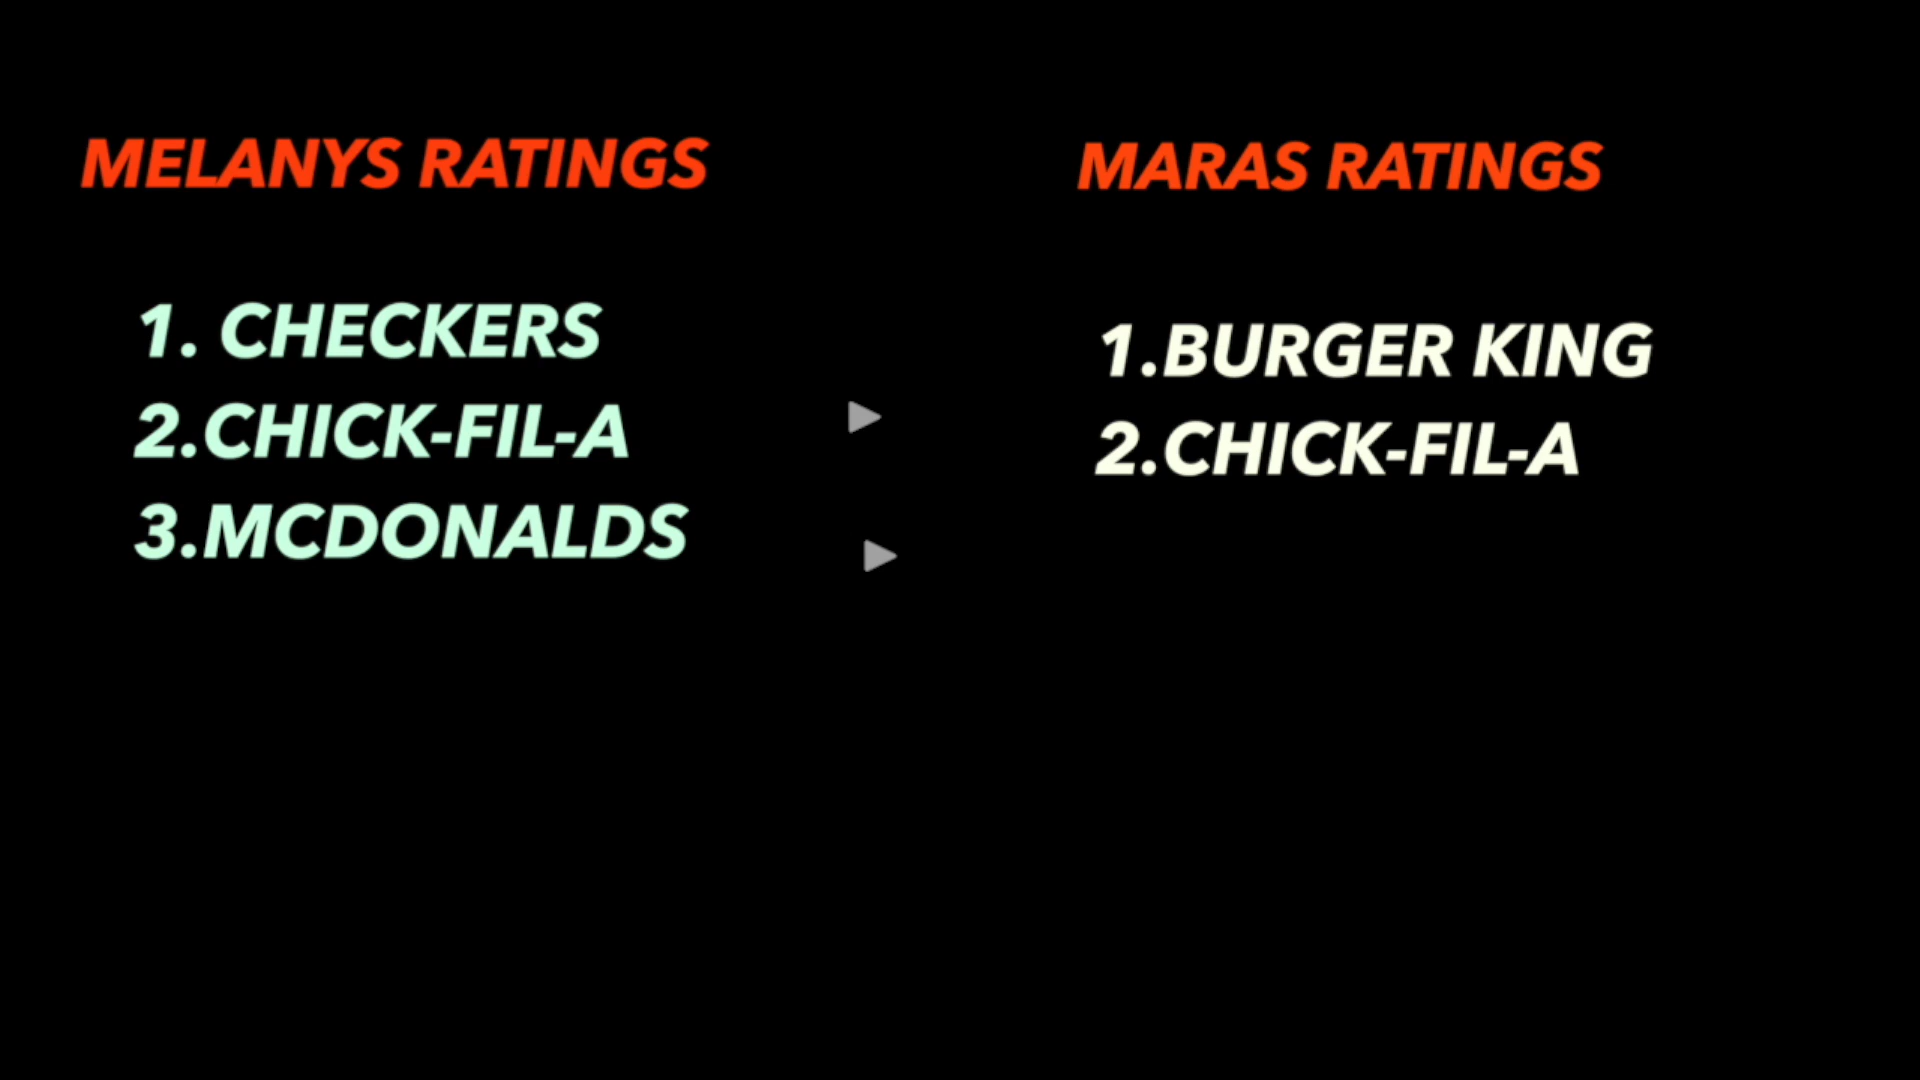 MELANYS RATINGS
1. CHECKERS
2.CHICK-FIL-A
3.MCDONALDS
MARAS RATINGS
1.BURGER KING
2.CHICK-FIL-A